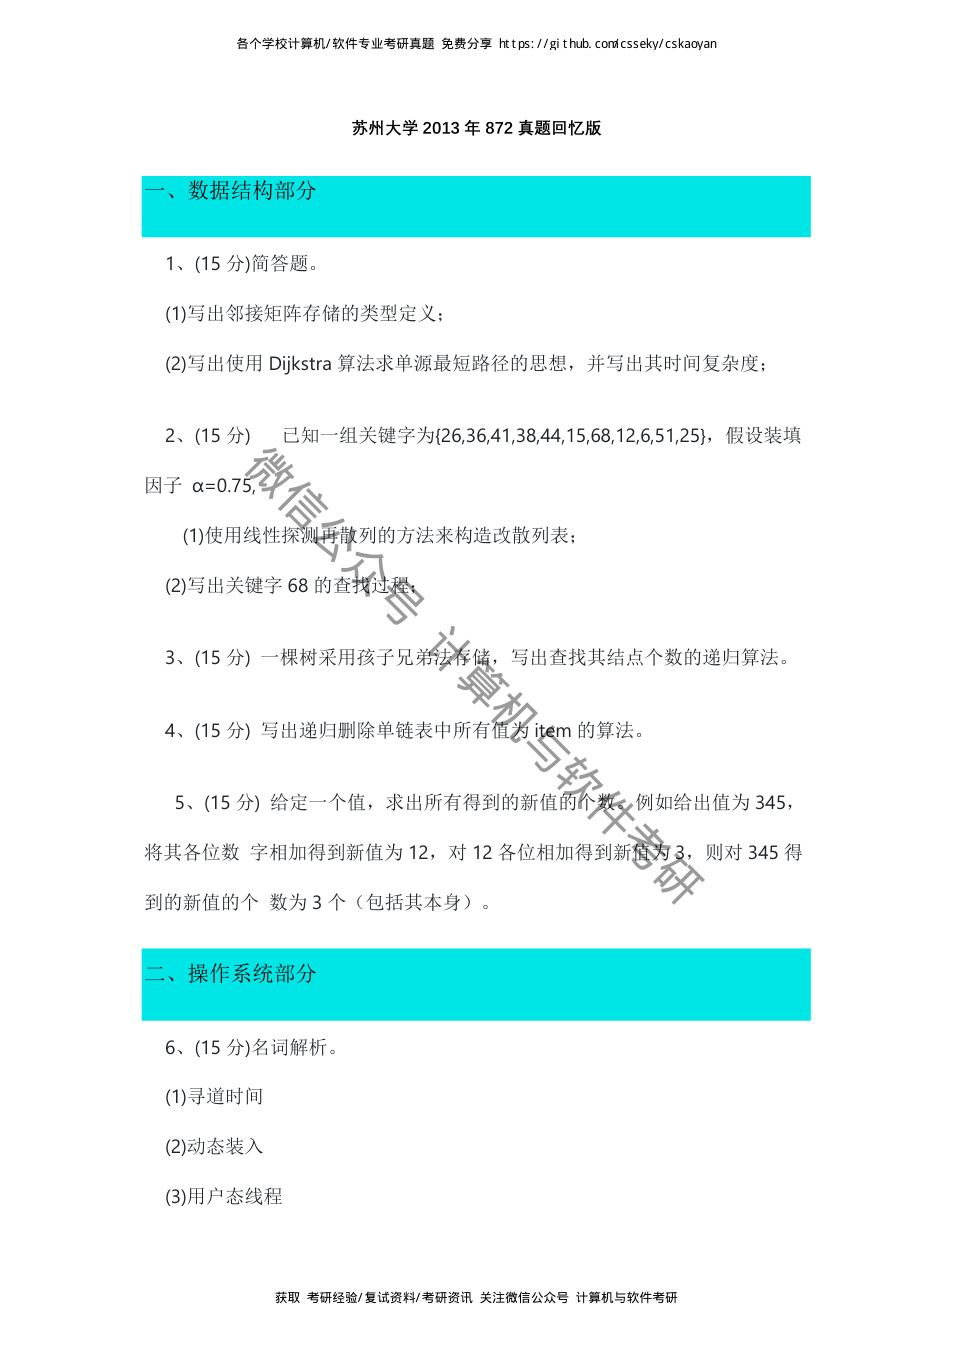 各个学校计算机/软件专业考研真题 免费分享 https://github.com/csseky/cskaoyan
苏州大学 2013 年 872 真题回忆版
一、数据结构部分
1、(15 分)简答题。
(1)写出邻接矩阵存储的类型定义；
(2)写出使用 Dijkstra 算法求单源最短路径的思想，并写出其时间复杂度；
2、(15 分) 已知一组关键字为{26,36,41,38,44,15,68,12,6,51,25}，假设装填
因子 α=0.75,
(1)使用线性探测再散列的方法来构造改散列表；
(2)写出关键字 68 的查找过程；
3、(15 分) 一棵树采用孩子兄弟法存储，写出查找其结点个数的递归算法。
4、(15 分) 写出递归删除单链表中所有值为 item 的算法。
5、(15 分) 给定一个值，求出所有得到的新值的个数。例如给出值为 345，
将其各位数 字相加得到新值为 12，对 12 各位相加得到新值为 3，则对 345 得
到的新值的个 数为 3 个（包括其本身）。
二、操作系统部分
6、(15 分)名词解析。
(1)寻道时间
(2)动态装入
(3)用户态线程
微信公众号 计算机与软件考研
获取 考研经验/复试资料/考研资讯 关注微信公众号 计算机与软件考研